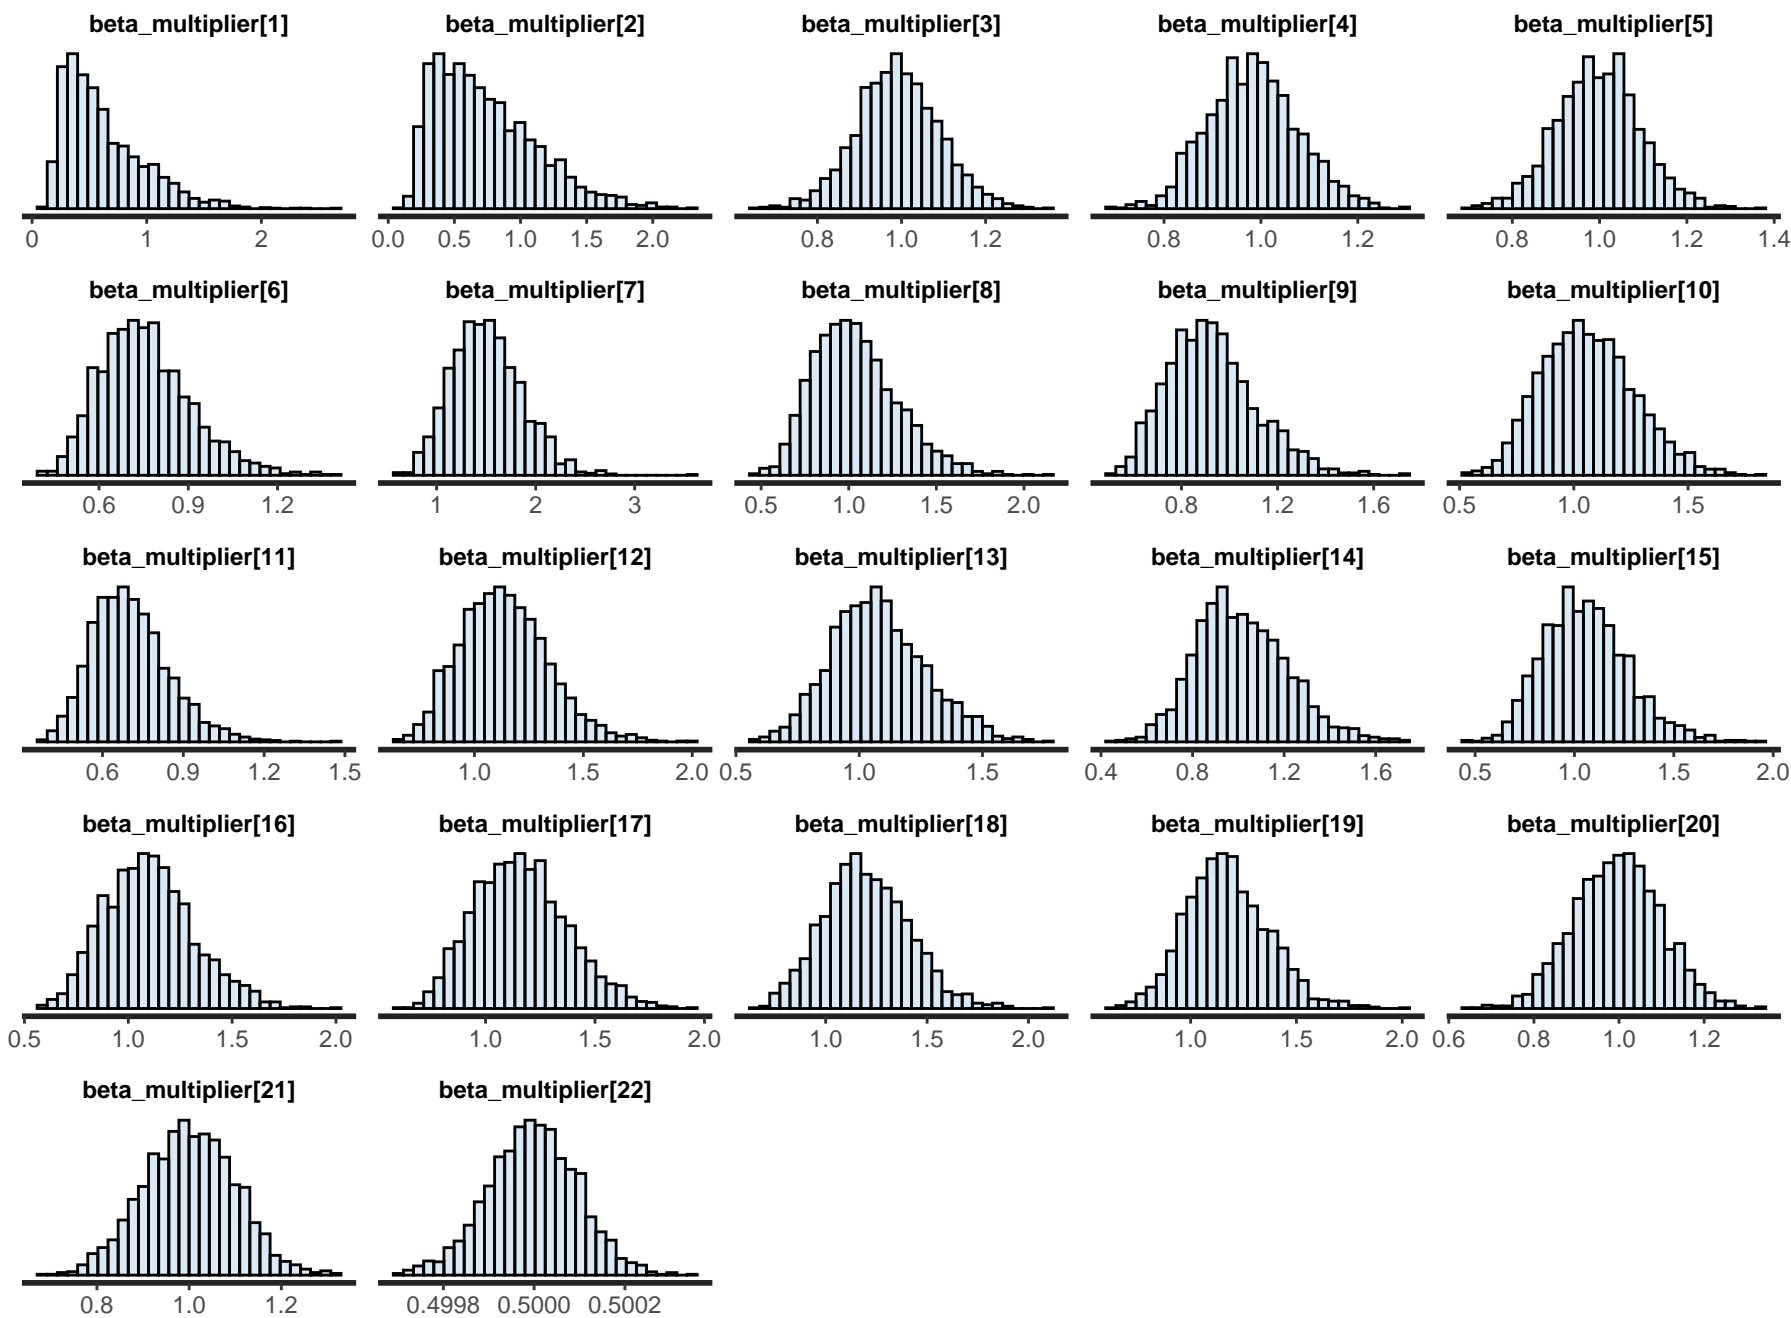 beta_multiplier[1] beta_multiplier[2] beta_multiplier[3] beta_multiplier[4] beta_multiplier[5]
0 1 2 0.0 0.5 1.0 1.5 2.0 0.8 1.0 1.2 0.8 1.0 1.2 0.8 1.0 1.2 1.4
beta_multiplier[6] beta_multiplier[7] beta_multiplier[8] beta_multiplier[9] beta_multiplier[10]
0.6 0.9 1.2 1 2 3 0.5 1.0 1.5 2.0 0.8 1.2 1.6 0.5 1.0 1.5
beta_multiplier[11] beta_multiplier[12] beta_multiplier[13] beta_multiplier[14] beta_multiplier[15]
0.6 0.9 1.2 1.5 1.0 1.5 2.0 0.5 1.0 1.5 0.4 0.8 1.2 1.6 0.5 1.0 1.5 2.0
beta_multiplier[16] beta_multiplier[17] beta_multiplier[18] beta_multiplier[19] beta_multiplier[20]
0.5 1.0 1.5 2.0 1.0 1.5 2.0 1.0 1.5 2.0 1.0 1.5 2.0 0.6 0.8 1.0 1.2
beta_multiplier[21] beta_multiplier[22]
0.8 1.0 1.2 0.4998 0.5000 0.5002